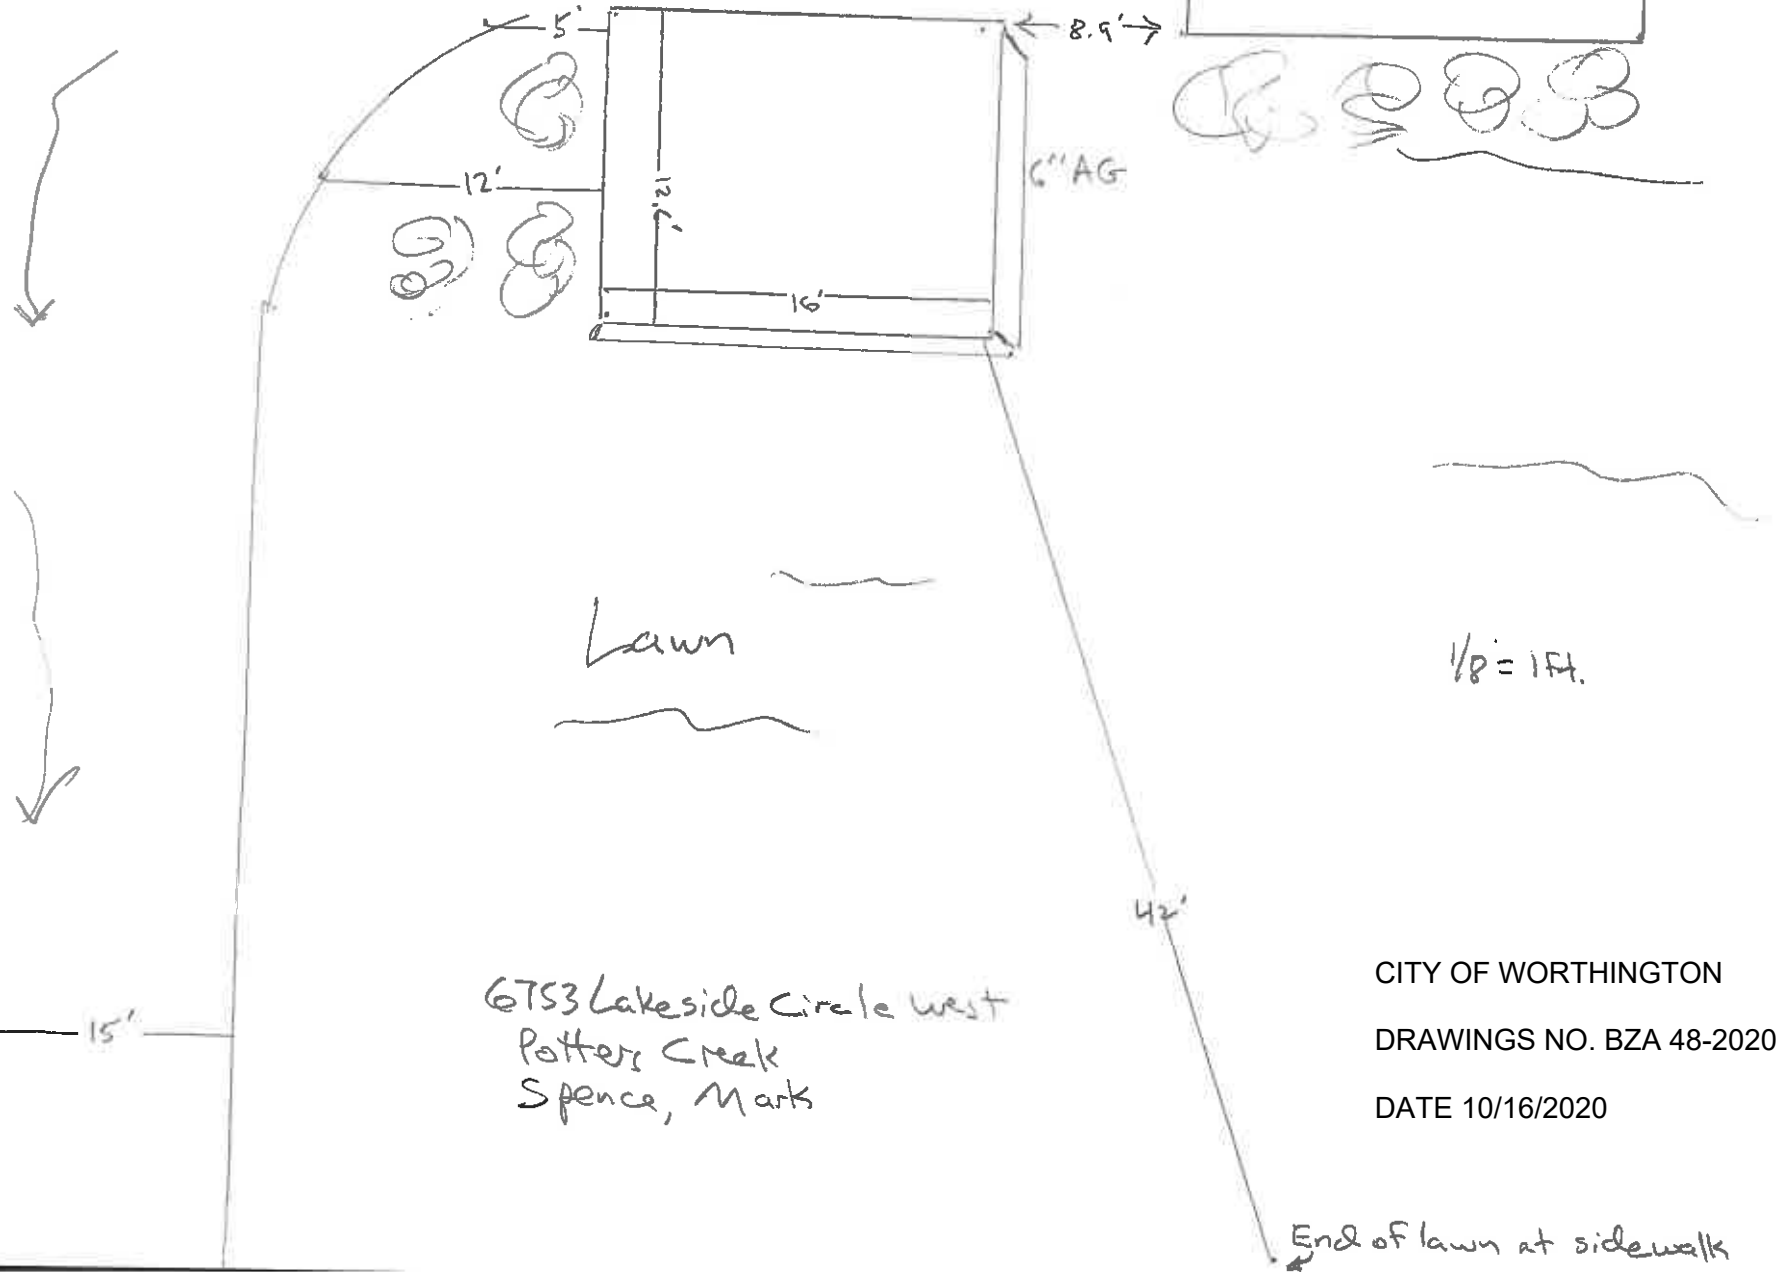 5'
8.9'
12'
12'6'
6" AG
16'
Lawn
1/8" = 1 Ft.
42'
15'
6753 Lakeside Circle West
Potters Creek
Spence, Mark
CITY OF WORTHINGTON
DRAWINGS NO. BZA 48-2020
DATE 10/16/2020
End of lawn at sidewalk